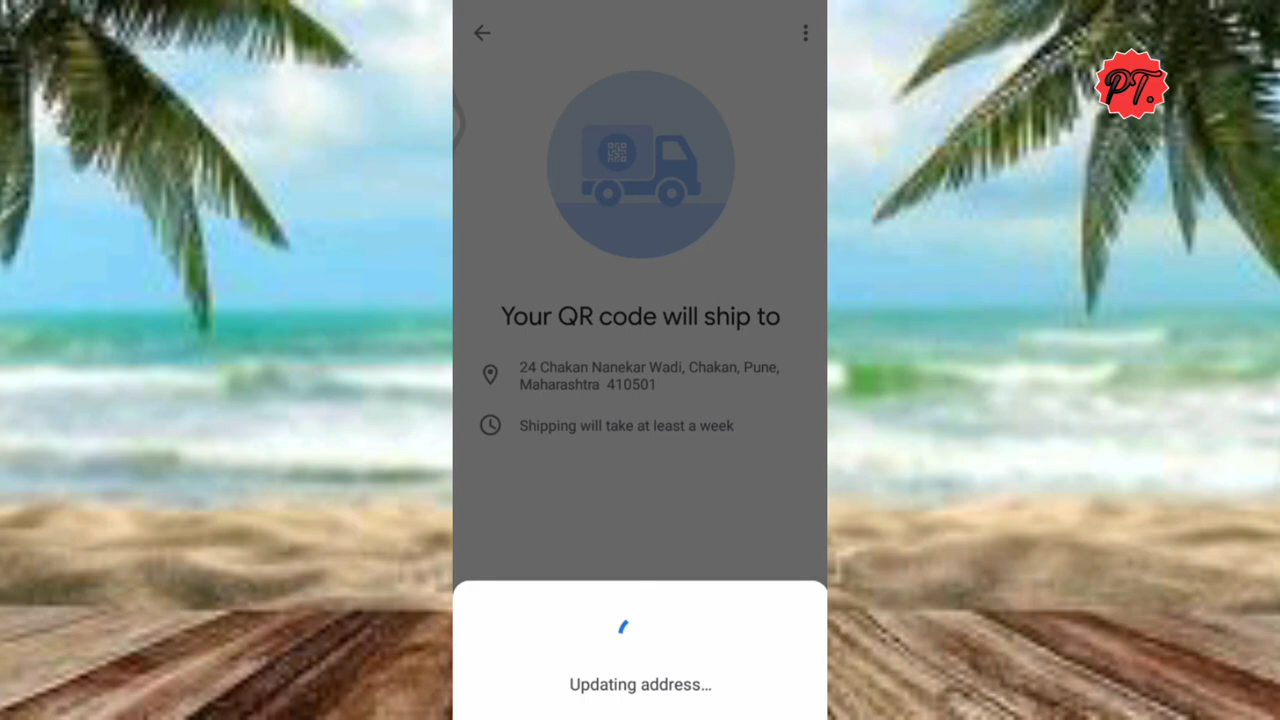 PT.
Your QR code will ship to
24 Chakan Nanekar Wadi, Chakan, Pune,
Maharashtra 410501
Shipping will take at least a week
Updating address…